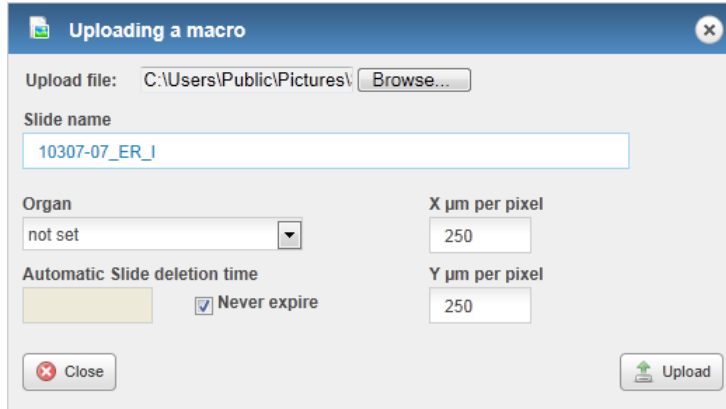 Uploading a macro
Upload file: C:\Users\Public\Pictures\ Browse...
Slide name
10307-07_ER_I
Organ X µm per pixel
not set 250
Automatic Slide deletion time Y µm per pixel
Never expire 250
Close Upload